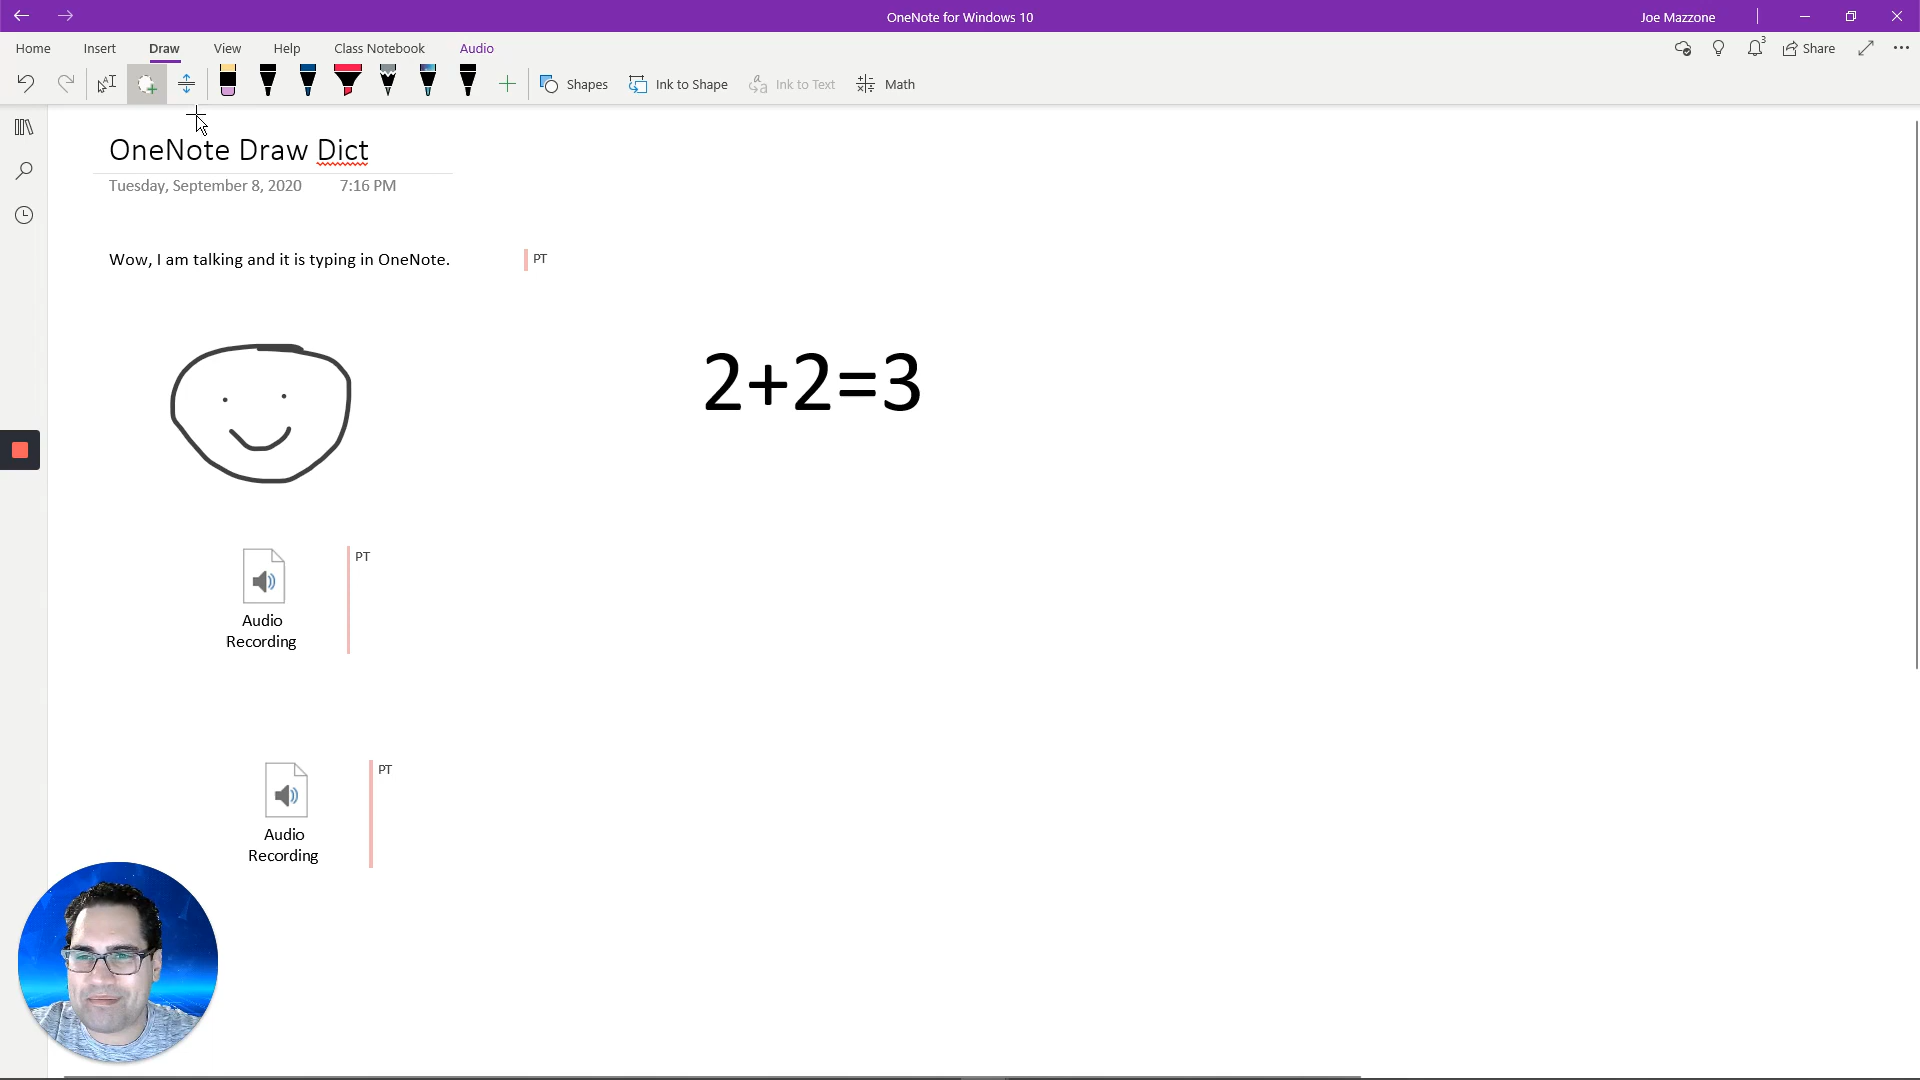 OneNote for Windows 10
Joe Mazzone
Home Insert Draw View Help Class Notebook Audio
3
Share
Shapes Ink to Shape Ink to Text Math
OneNote Draw Dict
Tuesday, September 8, 2020 7:16 PM
Wow, I am talking and it is typing in OneNote.
PT
2+2=3
PT
Audio
Recording
PT
Audio
Recording